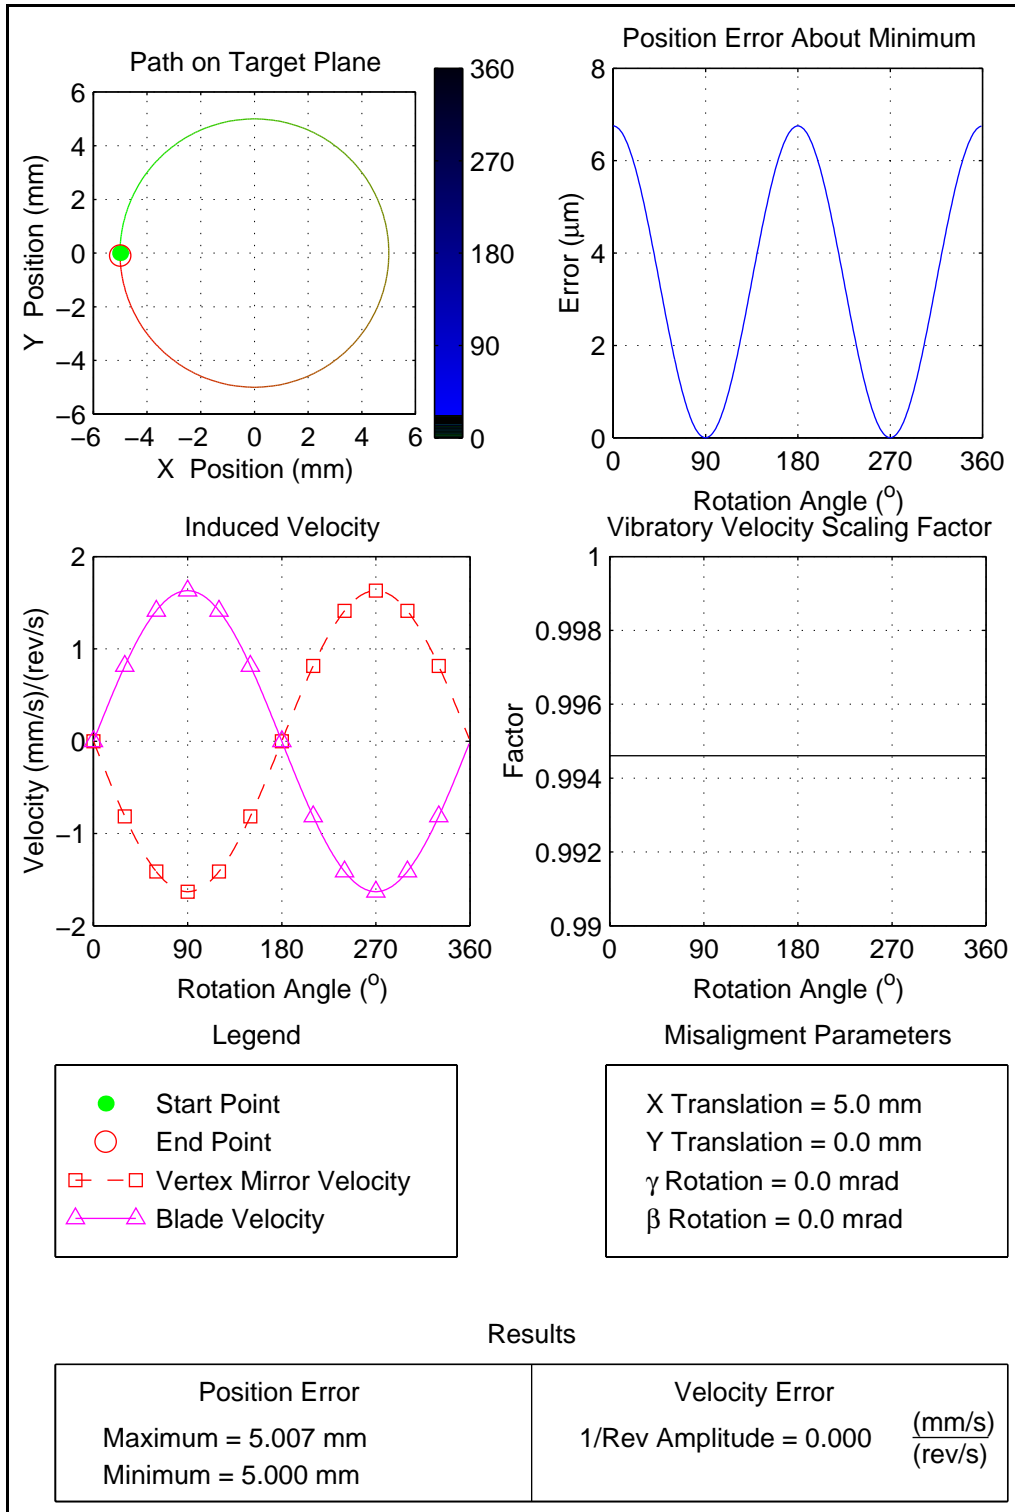 Path on Target Plane
Y Position (mm)
6
4
2
0
−2
−4
−6
−6 −4 −2 0 2 4 6
X Position (mm)
360
270
180
90
0
Position Error About Minimum
Error (μm)
8
6
4
2
0
0 90 180 270 360
Rotation Angle (o)
Induced Velocity
Velocity (mm/s)/(rev/s)
2
1
0
−1
−2
0 90 180 270 360
Rotation Angle (o)
Vibratory Velocity Scaling Factor
Factor
1
0.998
0.996
0.994
0.992
0.99
0 90 180 270 360
Rotation Angle (o)
Legend
Start Point
End Point
Vertex Mirror Velocity
Blade Velocity
Misaligment Parameters
X Translation = 5.0 mm
Y Translation = 0.0 mm
γ Rotation = 0.0 mrad
β Rotation = 0.0 mrad
Results
Position Error
Maximum = 5.007 mm
Minimum = 5.000 mm
Velocity Error
1/Rev Amplitude = 0.000 (mm/s)
(rev/s)